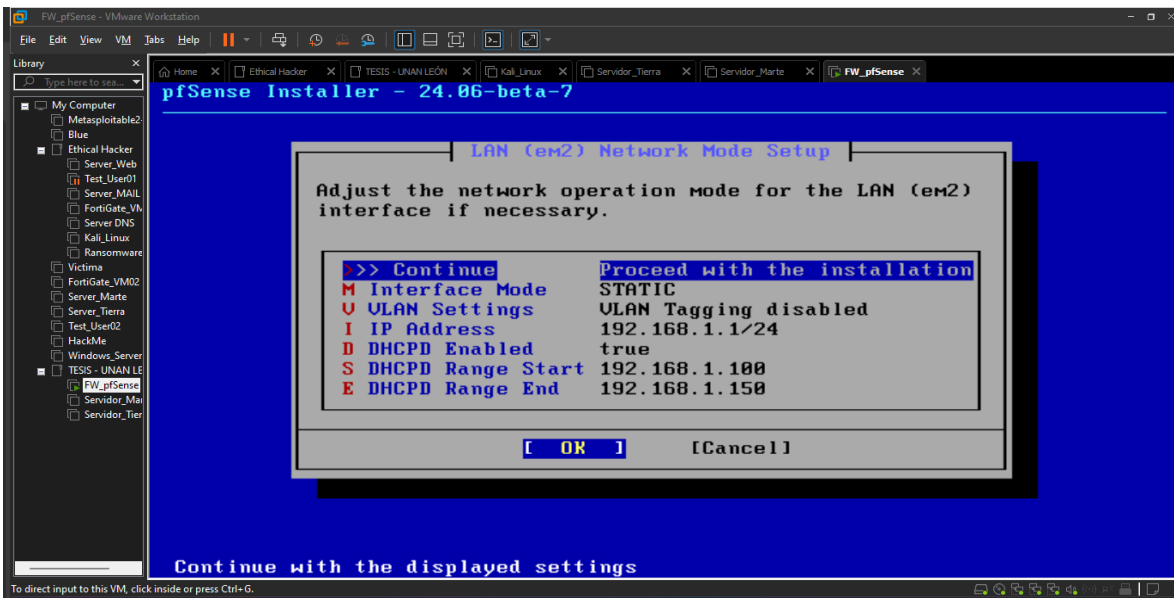 FW_pfSense - VMware Workstation
File Edit View VM Tabs Help
Library
Type here to sea...
My Computer
Metasploitable2-
Blue
Ethical Hacker
Server_Web
Test_User01
Server_MAIL
FortiGate_VM
Server DNS
Kali_Linux
Ransomware
Victima
FortiGate_VM02
Server_Marte
Server_Tierra
Test_User02
HackMe
Windows_Server
TESIS - UNAN LE
FW_pfSense
Servidor_Mar
Servidor_Tier
Home
Ethical Hacker
TESIS - UNAN LEÓN
Kali_Linux
Servidor_Tierra
Servidor_Marte
FW_pfSense
pfSense Installer - 24.06-beta-7
LAN (em2) Network Mode Setup
Adjust the network operation mode for the LAN (em2)
interface if necessary.
>>> Continue Proceed with the installation
M Interface Mode STATIC
V VLAN Settings VLAN Tagging disabled
I IP Address 192.168.1.1/24
D DHCPD Enabled true
S DHCPD Range Start 192.168.1.100
E DHCPD Range End 192.168.1.150
[ OK ] [Cancel]
Continue with the displayed settings
To direct input to this VM, click inside or press Ctrl+G.